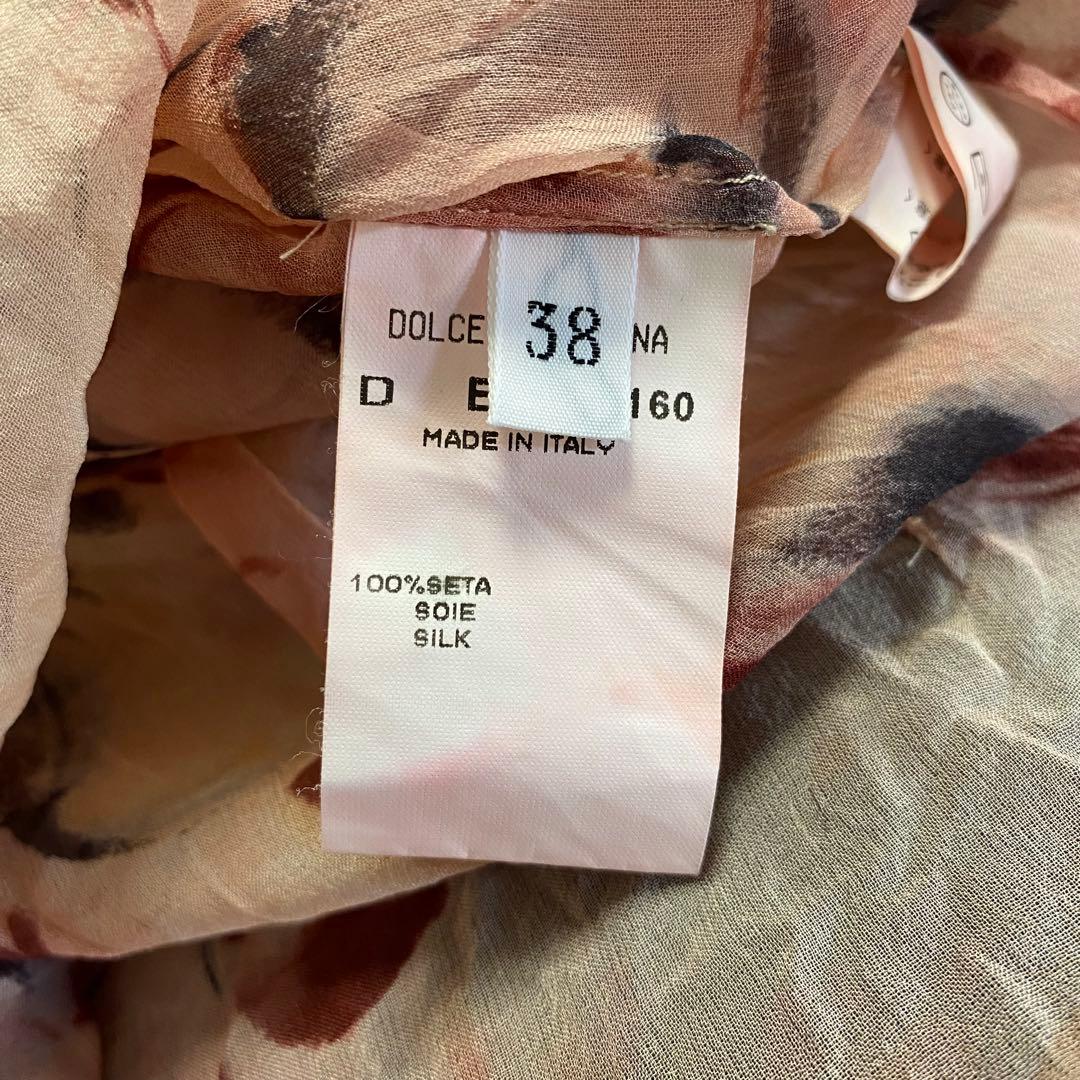 38
DOLCE NA
D E 160
MADE IN ITALY
100%SETA
SOIE
SILK